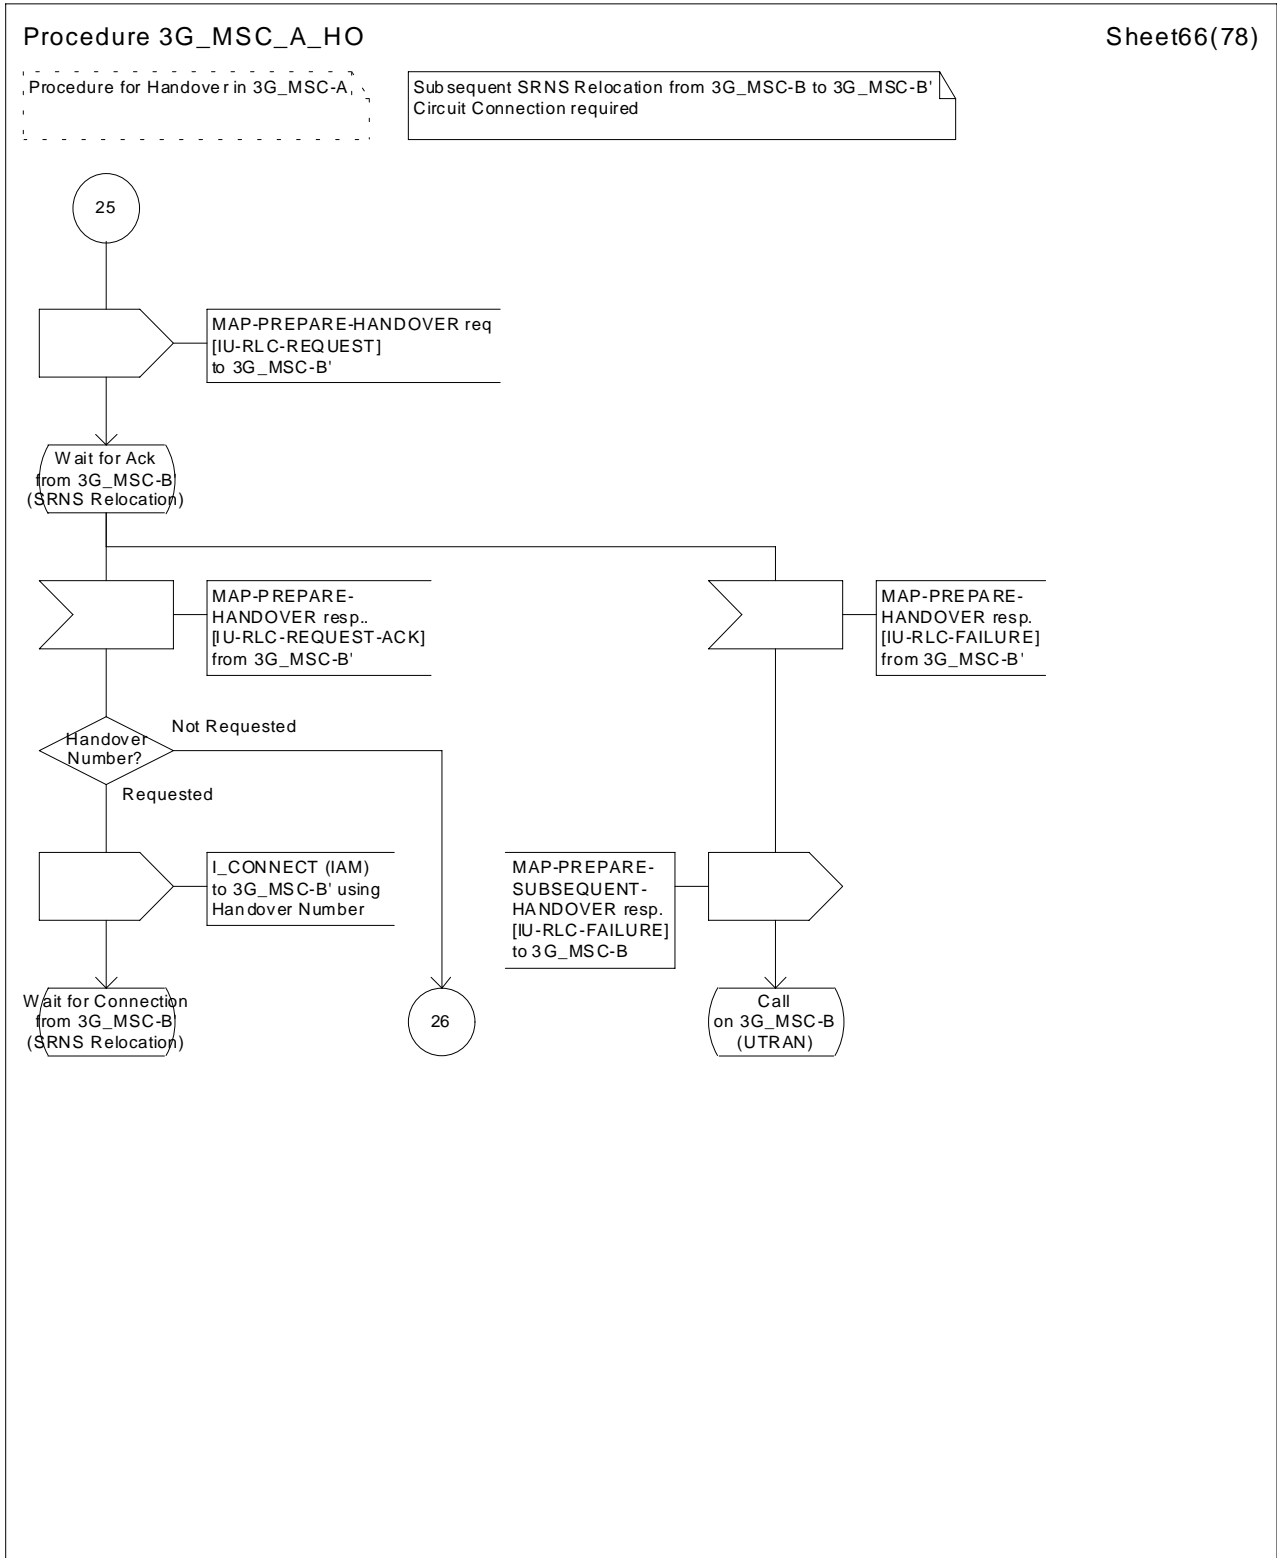 Procedure 3G_MSC_A_HO
Sheet66(78)
Procedure for Handover in 3G_MSC-A
Subsequent SRNS Relocation from 3G_MSC-B to 3G_MSC-B'
Circuit Connection required
25
MAP-PREPARE-HANDOVER req
[IU-RLC-REQUEST]
to 3G_MSC-B'
Wait for Ack
from 3G_MSC-B'
(SRNS Relocation)
MAP-PREPARE-
HANDOVER resp..
[IU-RLC-REQUEST-ACK]
from 3G_MSC-B'
MAP-PREPARE-
HANDOVER resp.
[IU-RLC-FAILURE]
from 3G_MSC-B'
Handover
Number?
Not Requested
Requested
I_CONNECT (IAM)
to 3G_MSC-B' using
Handover Number
MAP-PREPARE-
SUBSEQUENT-
HANDOVER resp.
[IU-RLC-FAILURE]
to 3G_MSC-B
Wait for Connection
from 3G_MSC-B'
(SRNS Relocation)
26
Call
on 3G_MSC-B
(UTRAN)